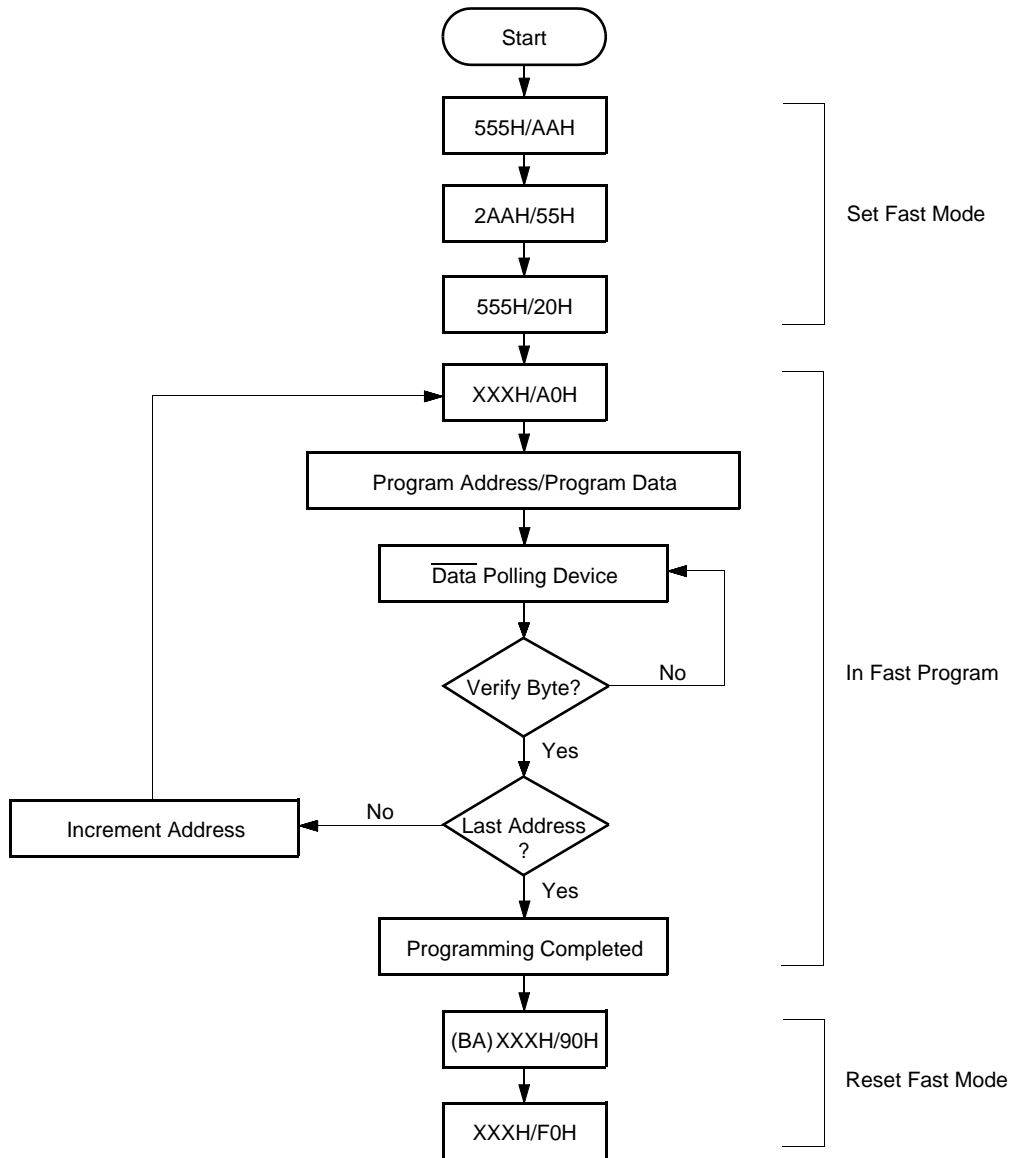 Start
555H/AAH
2AAH/55H
Set Fast Mode
555H/20H
XXXH/A0H
Program Address/Program Data
Data Polling Device
Verify Byte?
No
In Fast Program
Yes
Increment Address
No
Last Address
?
Yes
Programming Completed
(BA) XXXH/90H
Reset Fast Mode
XXXH/F0H